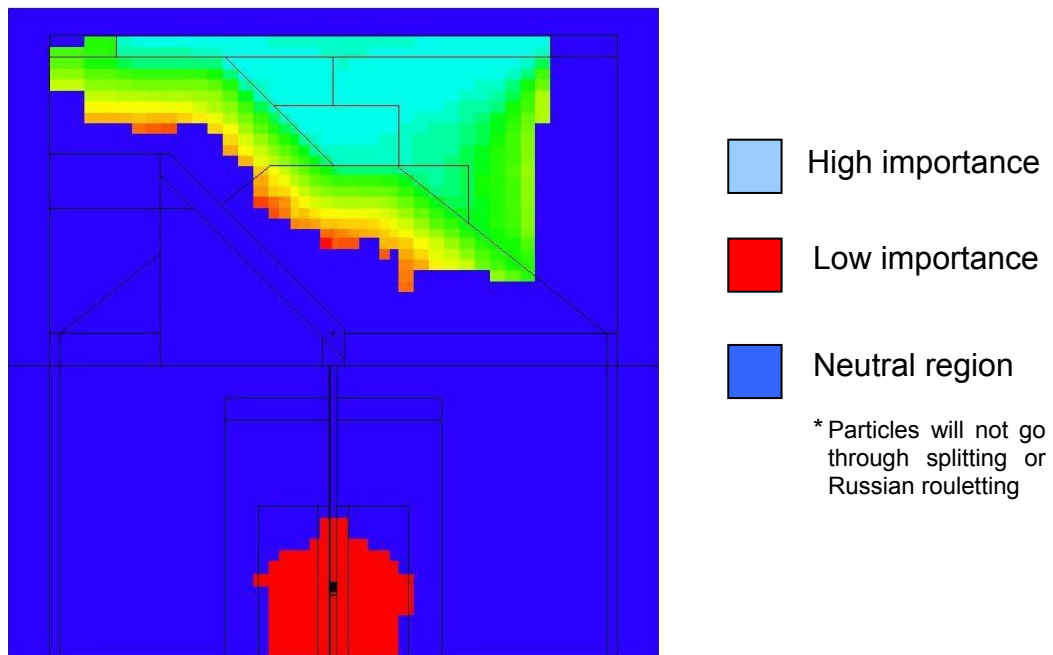 High importance
Low importance
Neutral region
* Particles will not go
through splitting or
Russian rouletting